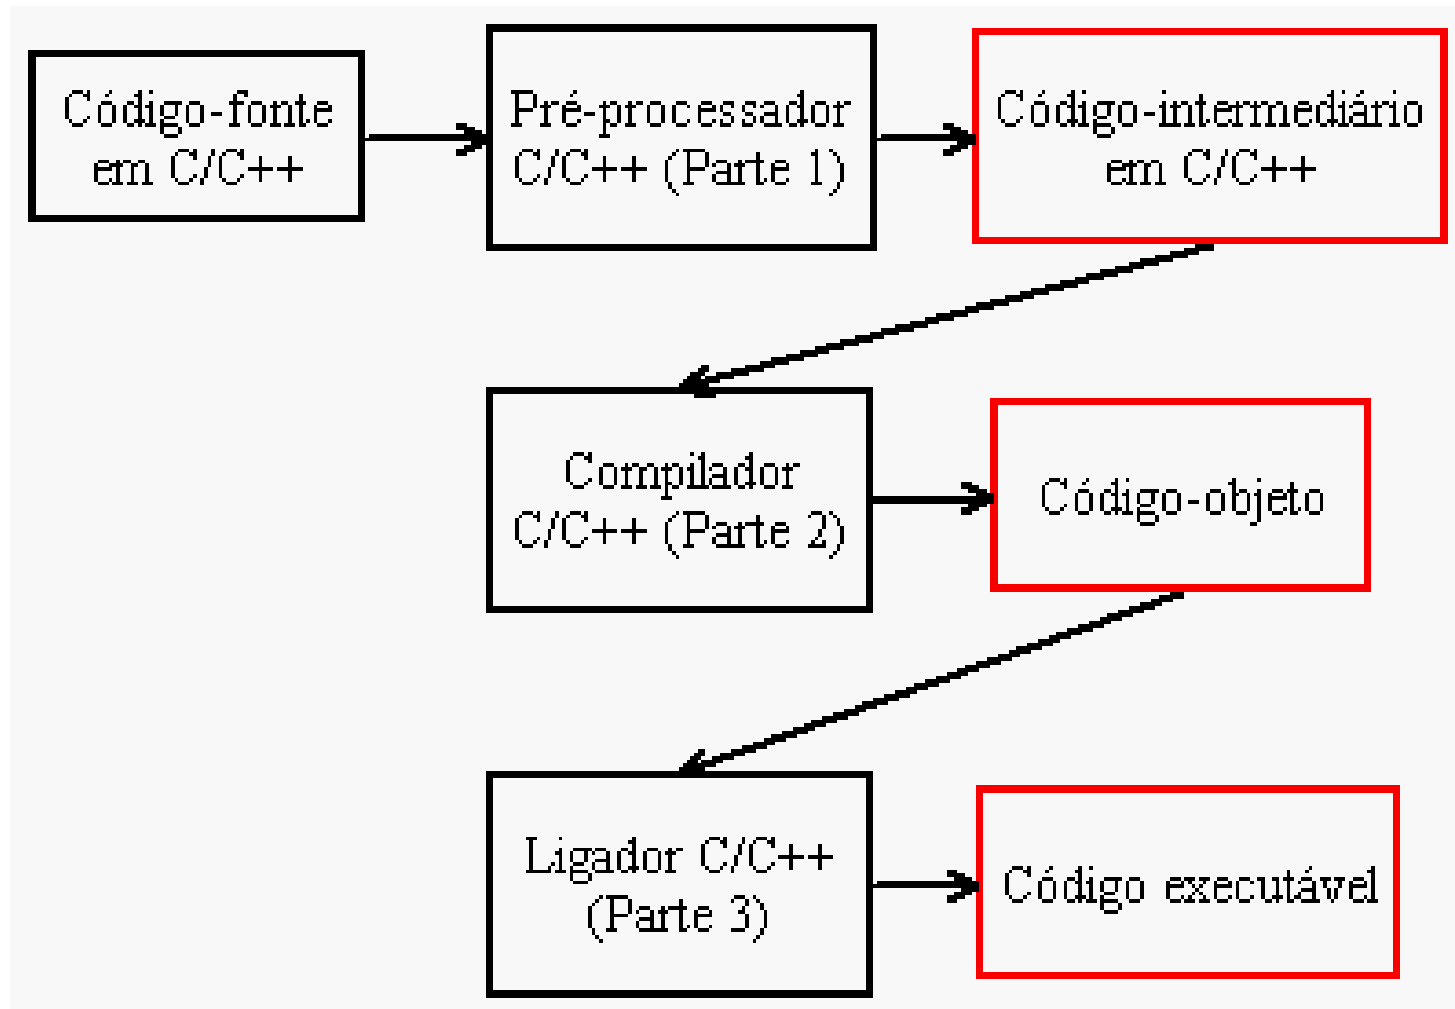 Código-fonte
em C/C++
Pré-processador
C/C++ (Parte 1)
Código-intermediário
em C/C++
Compilador
C/C++ (Parte 2)
Código-objeto
Ligador C/C++
(Parte 3)
Código executável